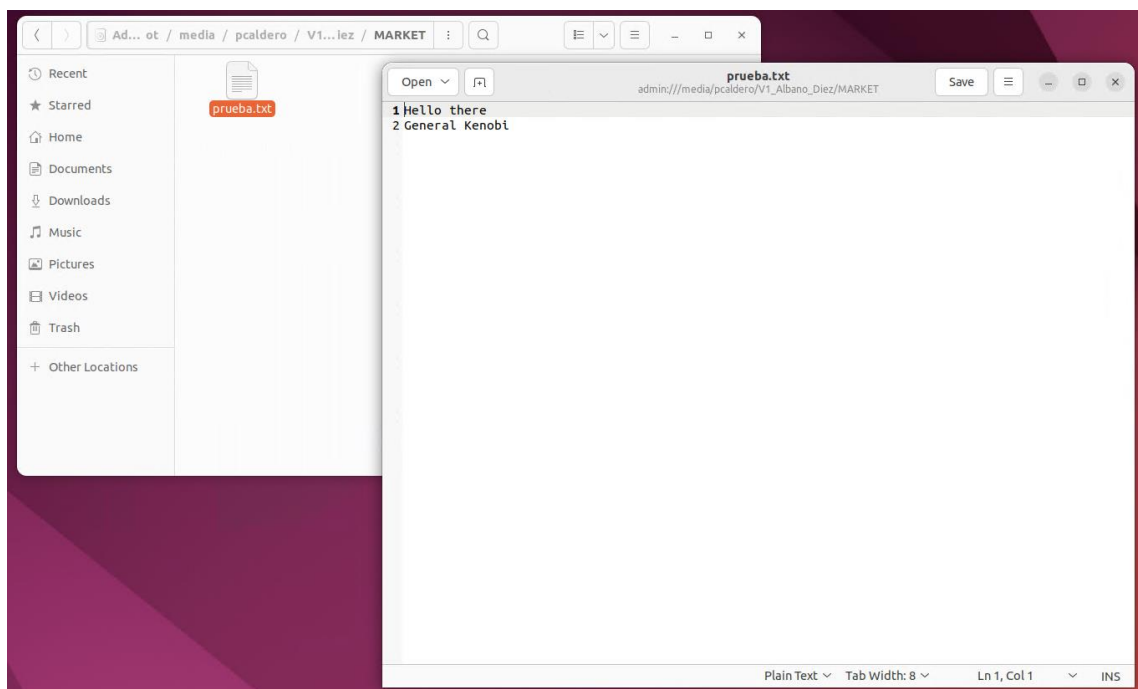 Ad... ot / media / pcaldero / V1...iez / MARKET
Recent
Starred
Home
Documents
Downloads
Music
Pictures
Videos
Trash
Other Locations
prueba.txt
Open
prueba.txt
admin:///media/pcaldero/V1_Albano_Diez/MARKET
Save
1 Hello there
2 General Kenobi
Plain Text Tab Width: 8 Ln 1, Col 1 INS